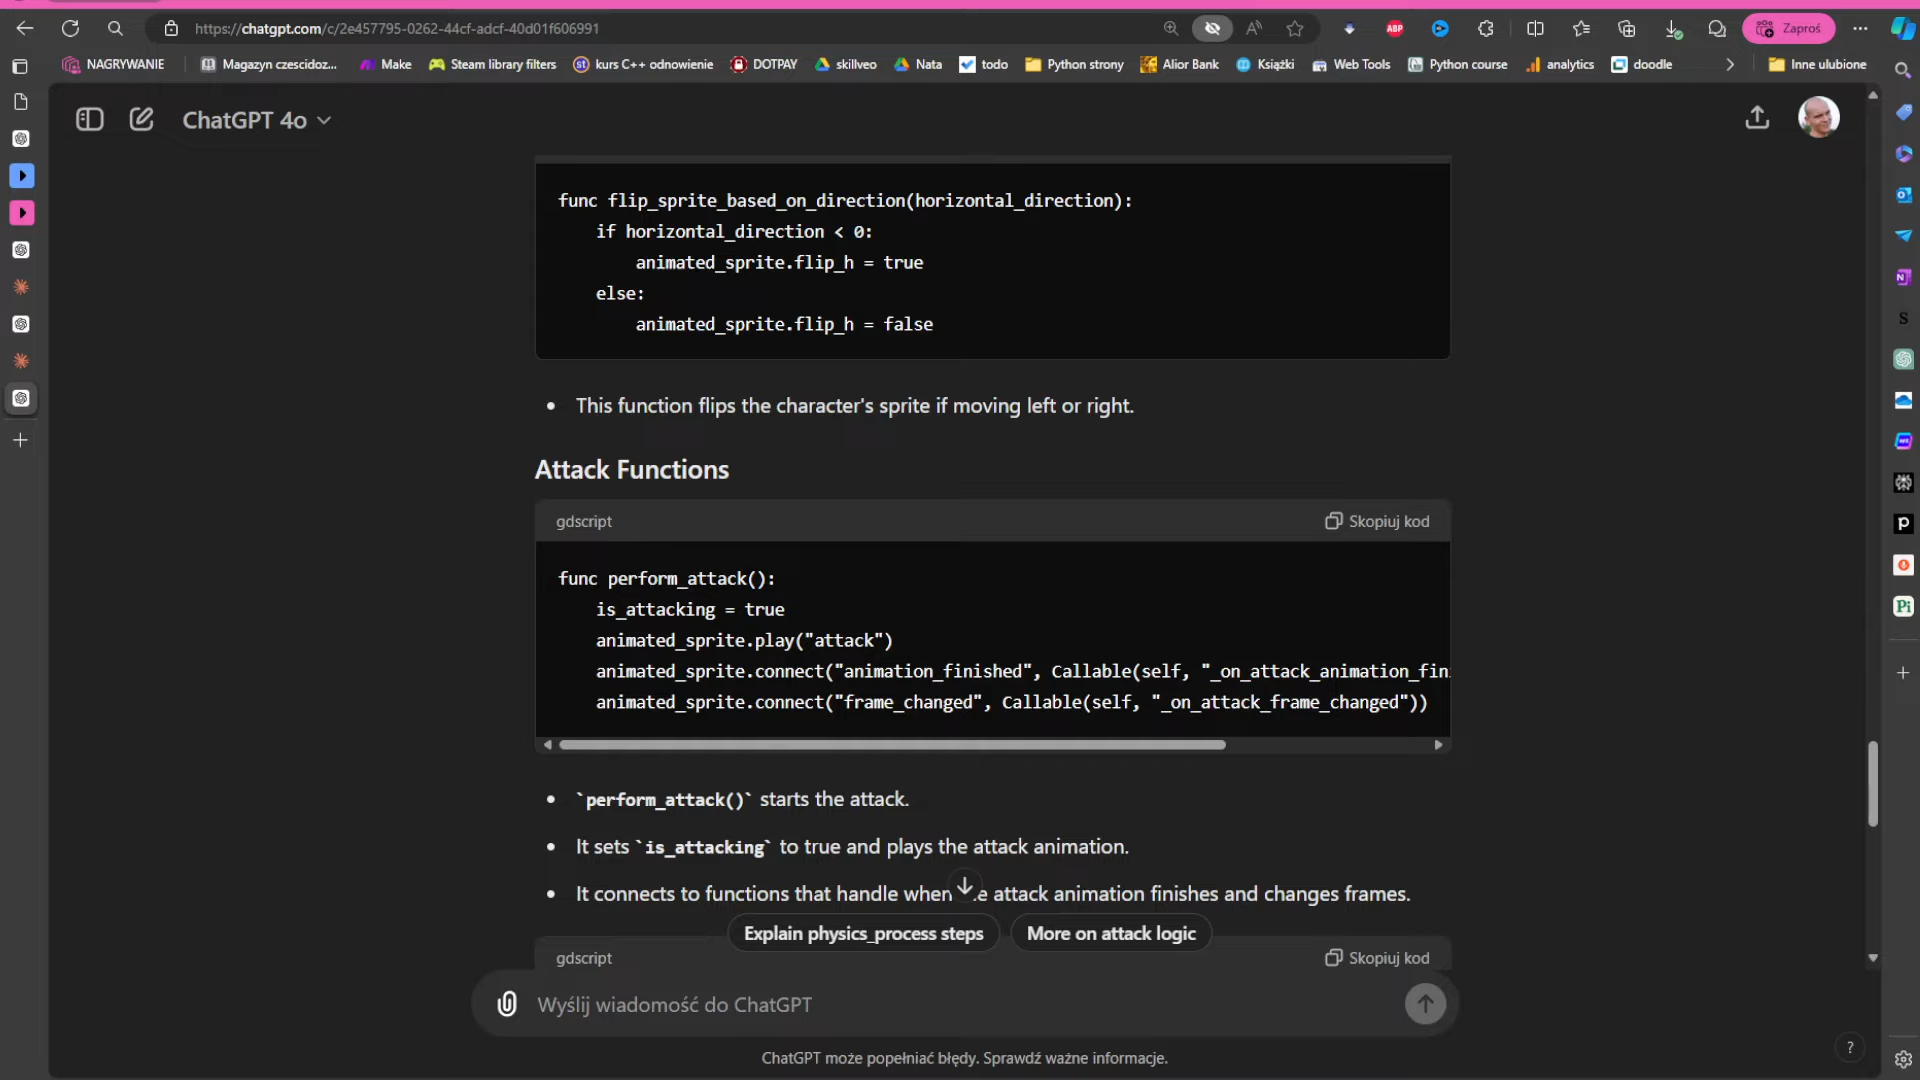 https://chatgpt.com/c/2e457795-0262-44cf-adcf-40d01f606991
ABP
Zaproś
NAGRYWANIE
Magazyn czescidoz...
Make
Steam library filters
kurs C++ odnowienie
DOTPAY
skillveo
Nata
todo
Python strony
Alior Bank
Książki
Web Tools
Python course
analytics
doodle
Inne ulubione
ChatGPT 4o
func flip_sprite_based_on_direction(horizontal_direction):
if horizontal_direction < 0:
animated_sprite.flip_h = true
else:
animated_sprite.flip_h = false
• This function flips the character's sprite if moving left or right.
Attack Functions
gdscript
Skopiuj kod
func perform_attack():
is_attacking = true
animated_sprite.play("attack")
animated_sprite.connect("animation_finished", Callable(self, "_on_attack_animation_fin
animated_sprite.connect("frame_changed", Callable(self, "_on_attack_frame_changed"))
• `perform_attack()` starts the attack.
• It sets `is_attacking` to true and plays the attack animation.
• It connects to functions that handle when attack animation finishes and changes frames.
Explain physics_process steps
More on attack logic
gdscript
Skopiuj kod
Wyślij wiadomość do ChatGPT
ChatGPT może popełniać błędy. Sprawdź ważne informacje.
?